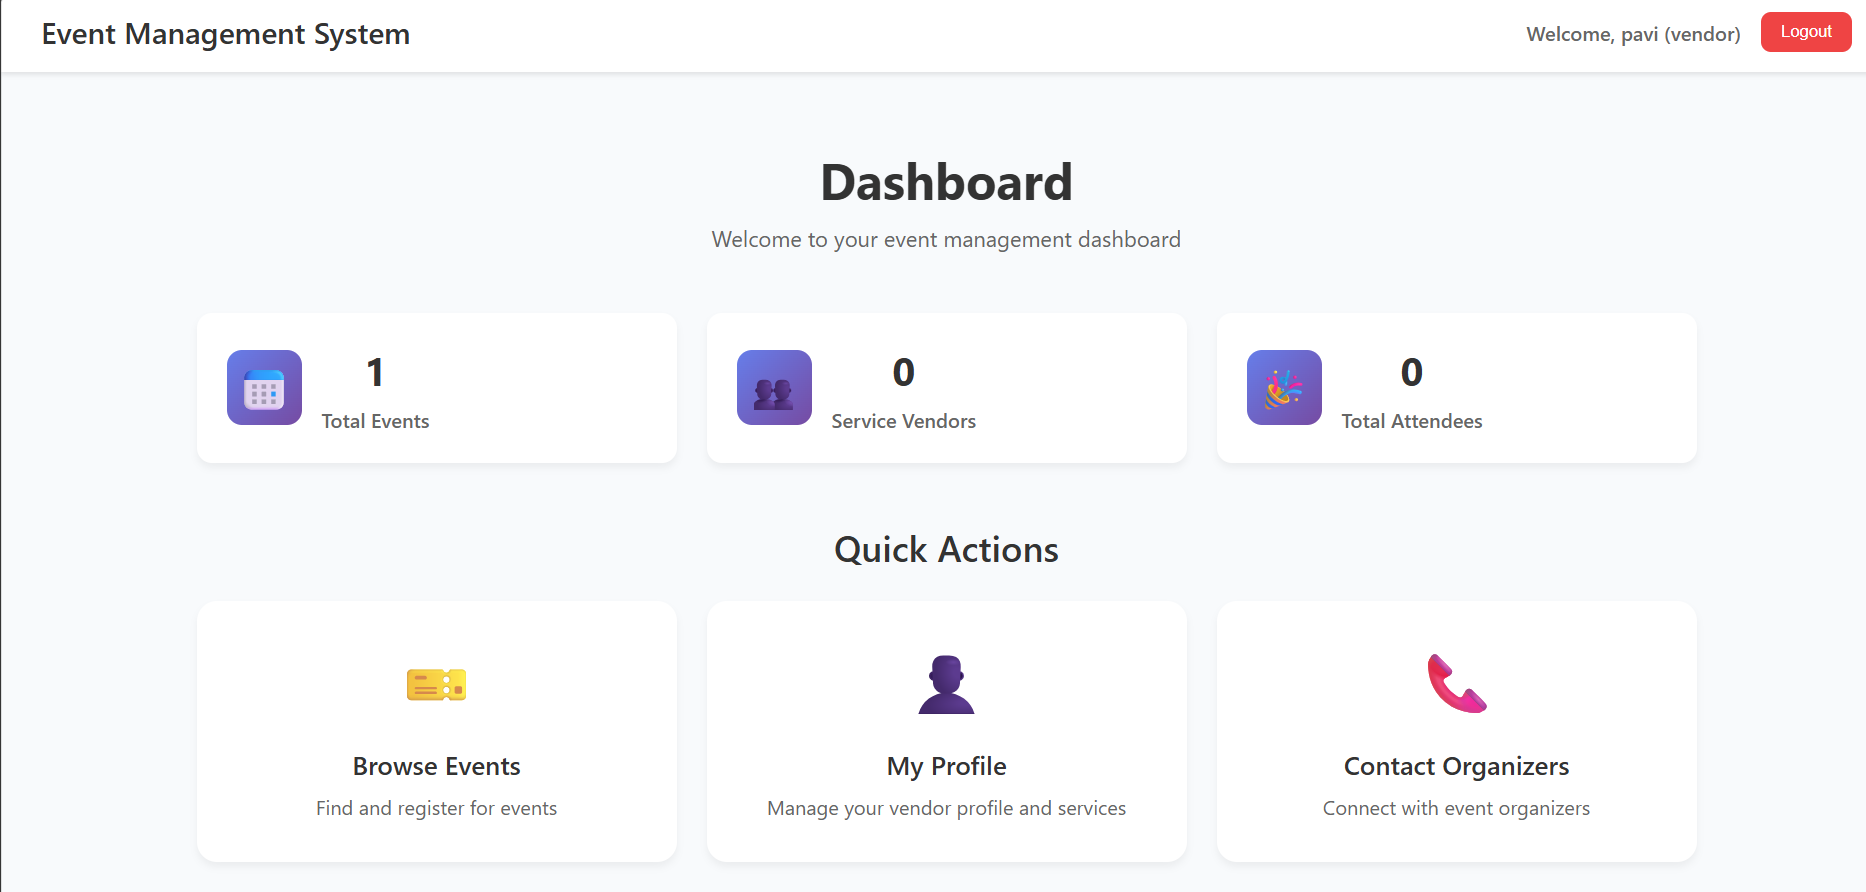 Event Management System
Welcome, pavi (vendor)
Logout
Dashboard
Welcome to your event management dashboard
1
Total Events
0
Service Vendors
0
Total Attendees
Quick Actions
Browse Events
Find and register for events
My Profile
Manage your vendor profile and services
Contact Organizers
Connect with event organizers